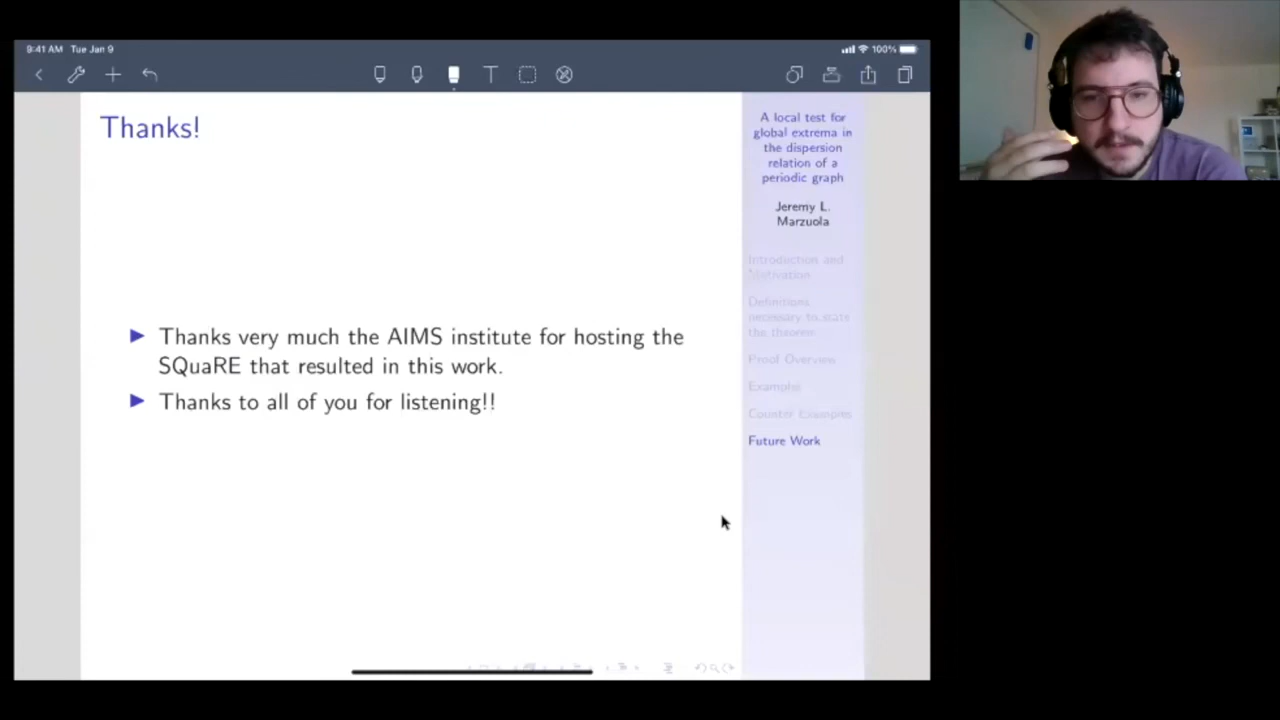 9:41 AM Tue Jan 9
100%
Thanks!
Thanks very much the AIMS institute for hosting the
SQuaRE that resulted in this work.
Thanks to all of you for listening!!
A local test for
global extrema in
the dispersion
relation of a
periodic graph
Jeremy L.
Marzuola
Introduction and
Motivation
Definitions
necessary to state
the theorem
Proof Overview
Examples
Counter Examples
Future Work